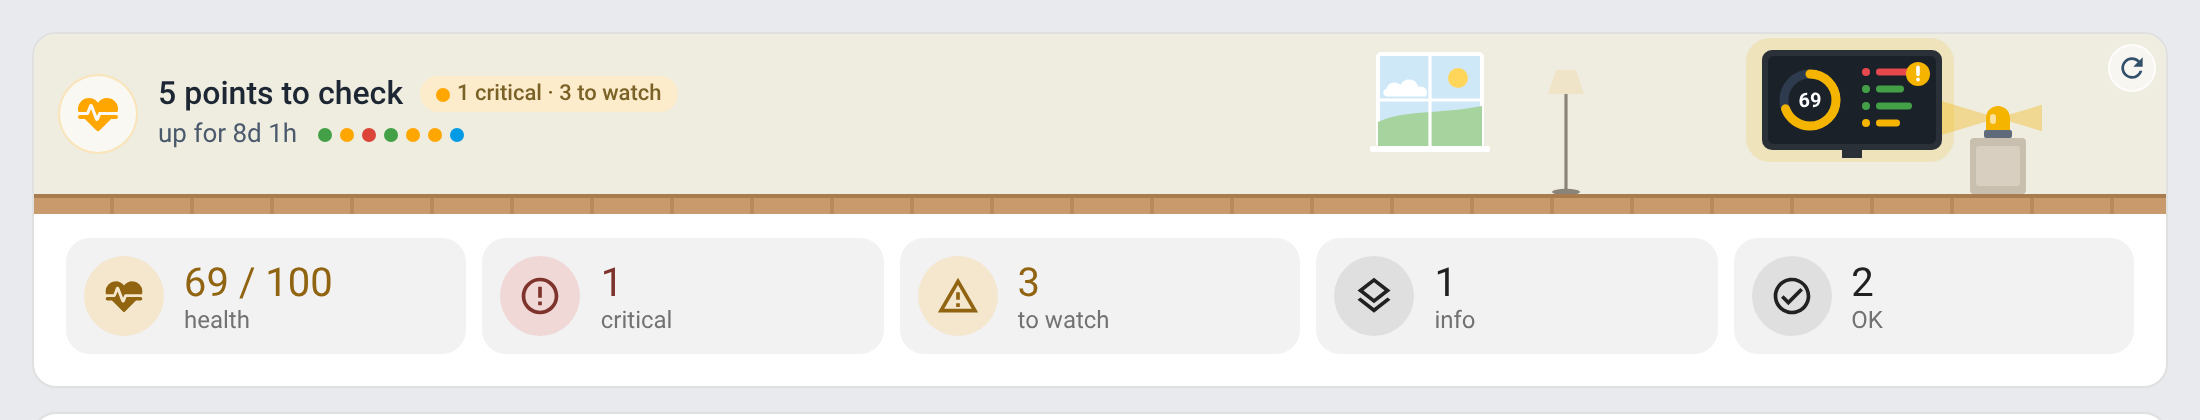 5 points to check
1 critical · 3 to watch
up for 8d 1h
69
69 / 100
health
1
critical
3
to watch
1
info
2
OK